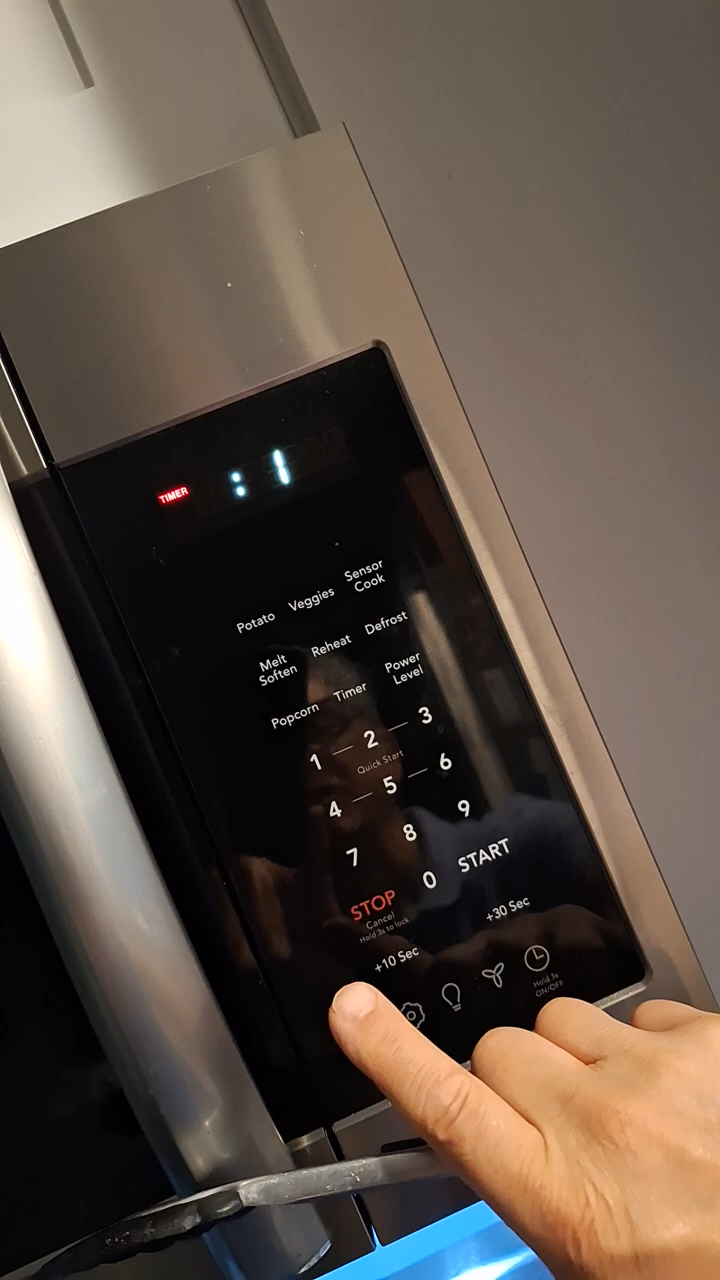 TIMER
: 1
Potato Veggies Sensor Cook
Melt Soften Reheat Defrost
Popcorn Timer Power Level
1 — 2 — 3
Quick Start
4 — 5 — 6
7 8 9
STOP 0 START
Cancel
Hold 3s to lock
+10 Sec +30 Sec
Hold 3s
ON/OFF